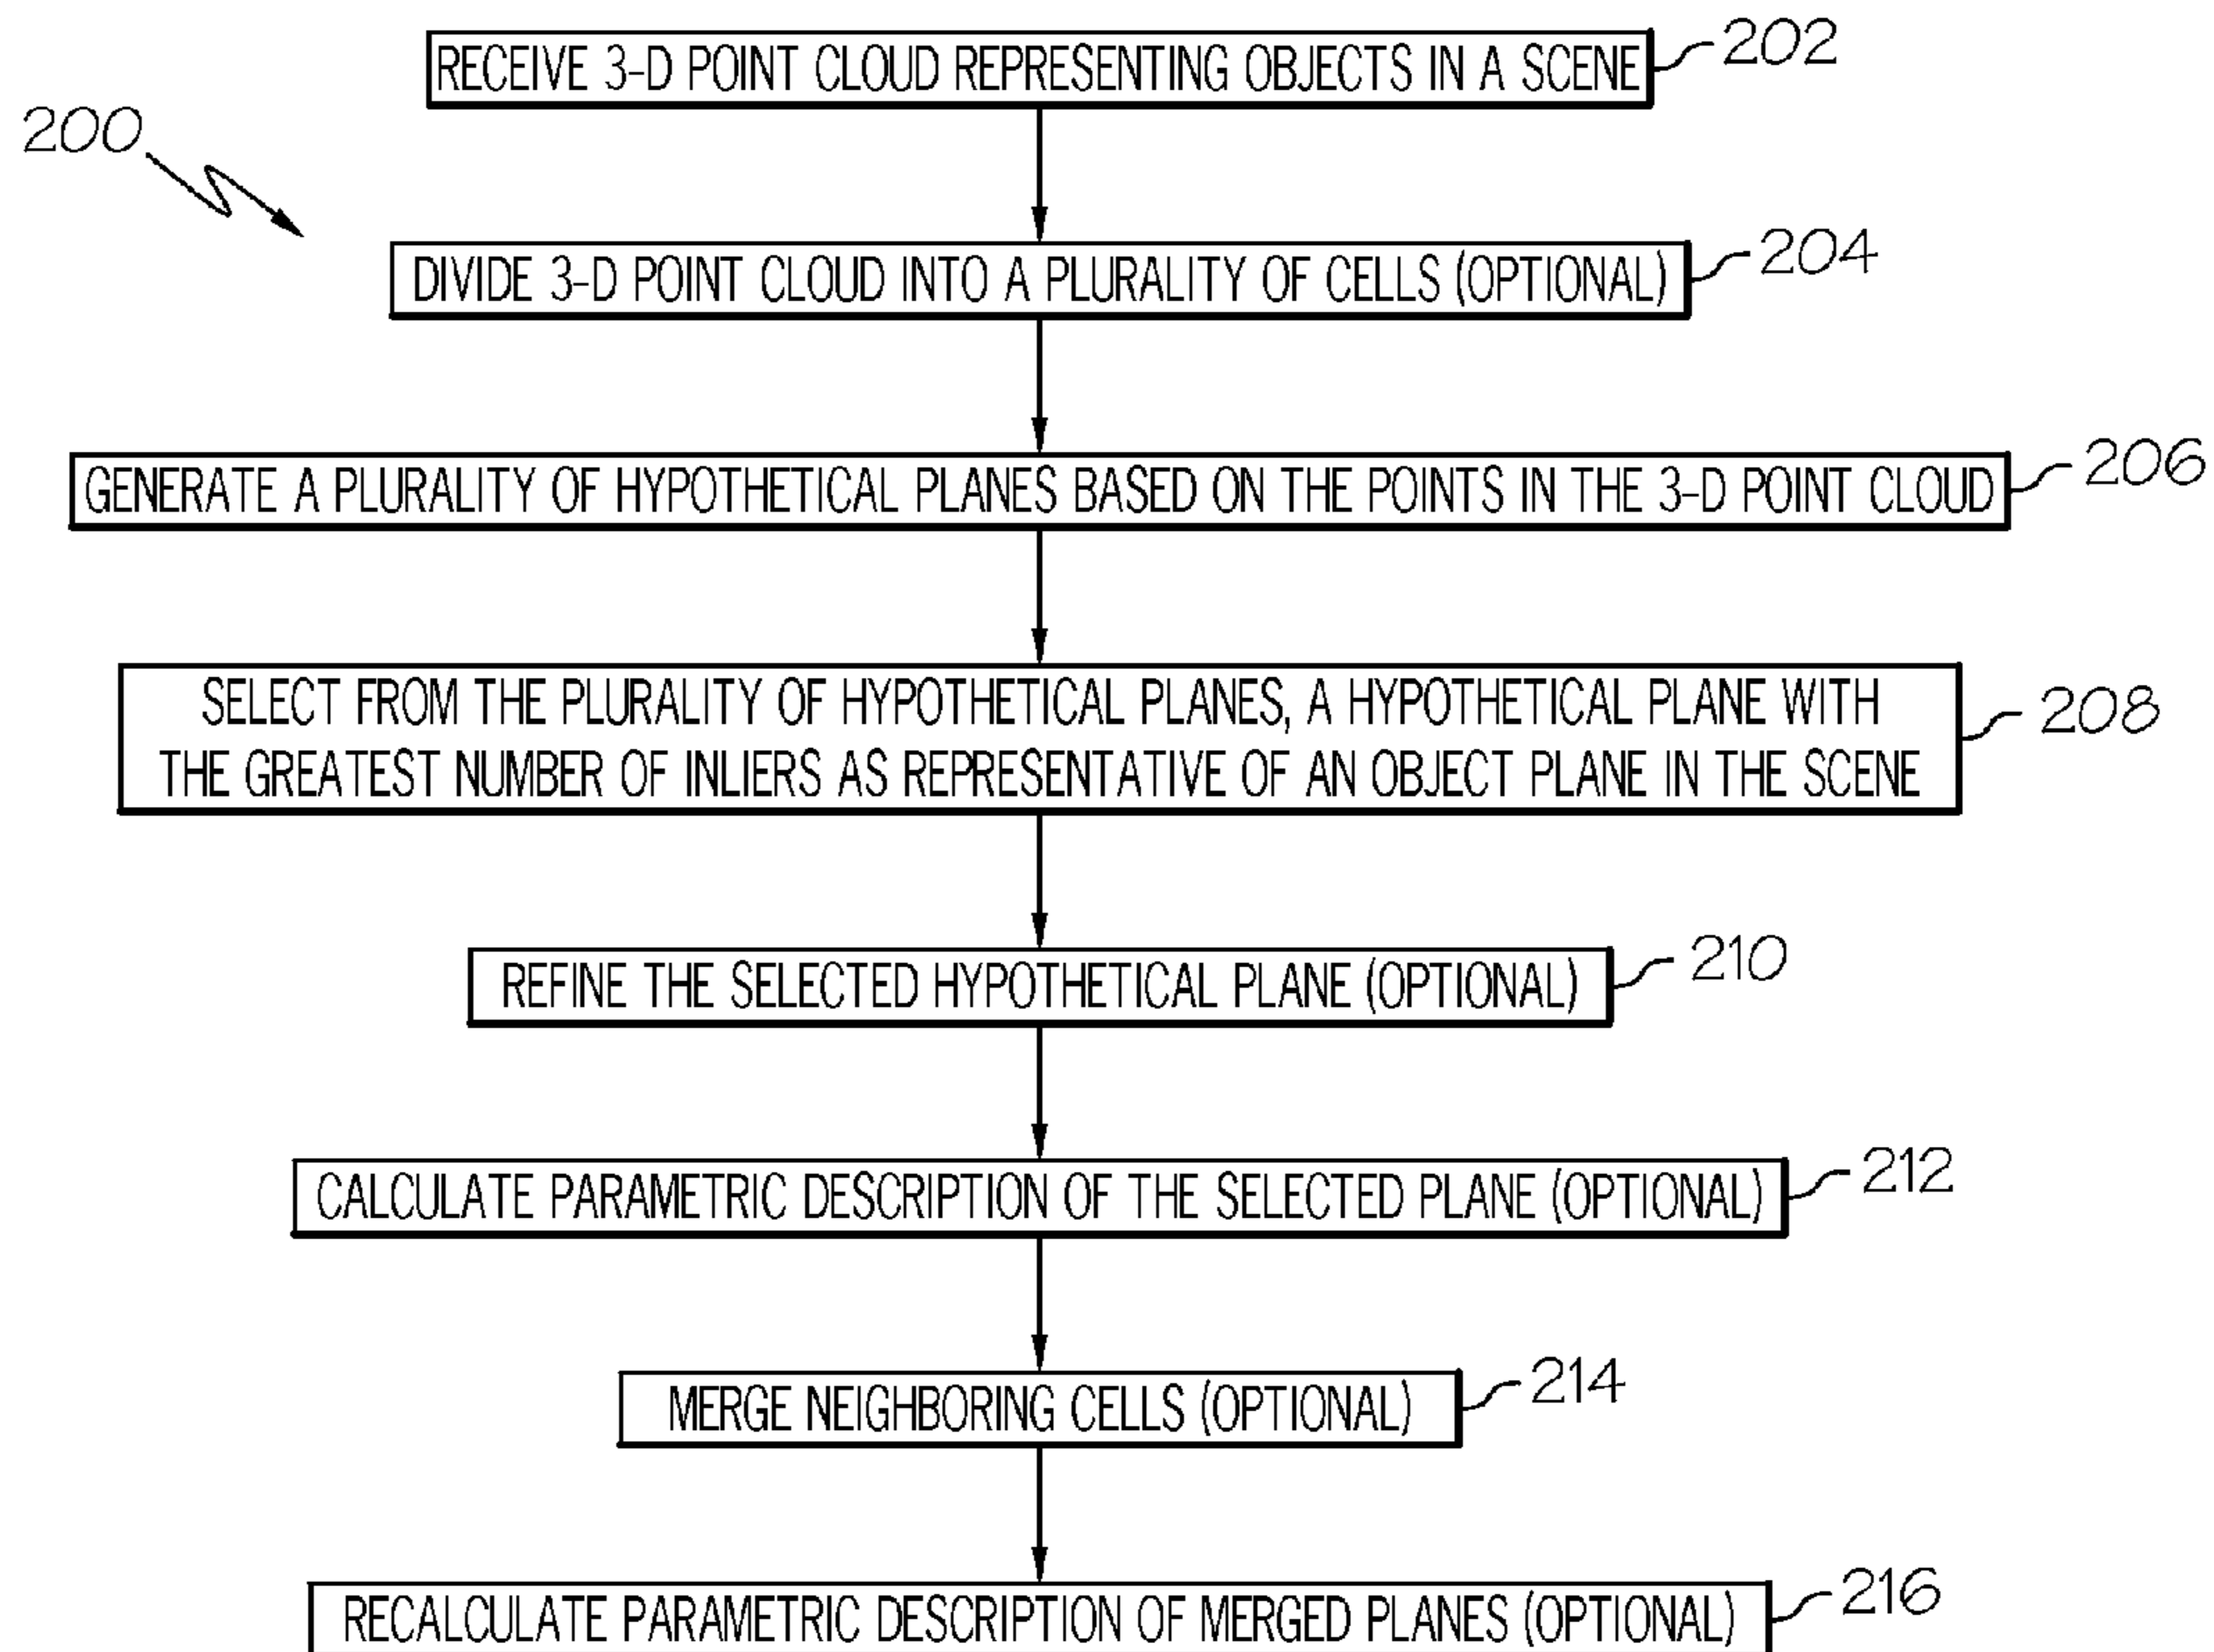 RECEIVE 3-D POINT CLOUD REPRESENTING OBJECTS IN A SCENE
202
200
DIVIDE 3-D POINT CLOUD INTO A PLURALITY OF CELLS (OPTIONAL)
204
GENERATE A PLURALITY OF HYPOTHETICAL PLANES BASED ON THE POINTS IN THE 3-D POINT CLOUD
206
SELECT FROM THE PLURALITY OF HYPOTHETICAL PLANES, A HYPOTHETICAL PLANE WITH
THE GREATEST NUMBER OF INLIERS AS REPRESENTATIVE OF AN OBJECT PLANE IN THE SCENE
208
REFINE THE SELECTED HYPOTHETICAL PLANE (OPTIONAL)
210
CALCULATE PARAMETRIC DESCRIPTION OF THE SELECTED PLANE (OPTIONAL)
212
MERGE NEIGHBORING CELLS (OPTIONAL)
214
RECALCULATE PARAMETRIC DESCRIPTION OF MERGED PLANES (OPTIONAL)
216